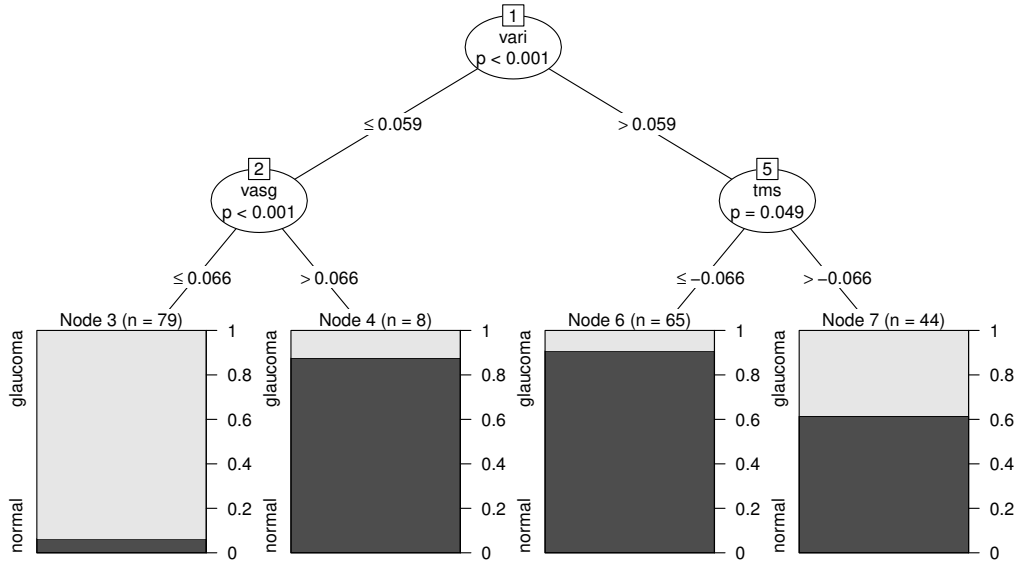 1
vari
p < 0.001
≤ 0.059
> 0.059
2
vasg
p < 0.001
5
tms
p = 0.049
≤ 0.066
> 0.066
≤ −0.066
> −0.066
Node 3 (n = 79)
glaucoma
normal
1
0.8
0.6
0.4
0.2
0
Node 4 (n = 8)
glaucoma
normal
1
0.8
0.6
0.4
0.2
0
Node 6 (n = 65)
glaucoma
normal
1
0.8
0.6
0.4
0.2
0
Node 7 (n = 44)
glaucoma
normal
1
0.8
0.6
0.4
0.2
0